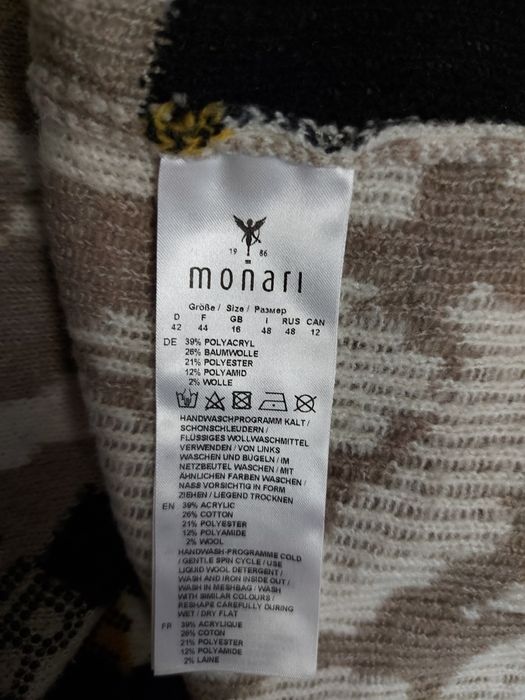 19 86
monari
Größe / Size / Размер
D F GB I RUS CAN
42 44 16 48 48 12
DE 39% POLYACRYL
26% BAUMWOLLE
21% POLYESTER
12% POLYAMID
2% WOLLE
HANDWASCHPROGRAMM KALT /
SCHONSCHLEUDERN /
FLÜSSIGES WOLLWASCHMITTEL
VERWENDEN / VON LINKS
WASCHEN UND BÜGELN / IM
NETZBEUTEL WASCHEN / MIT
ÄHNLICHEN FARBEN WASCHEN /
NASS VORSICHTIG IN FORM
ZIEHEN / LIEGEND TROCKNEN
EN 39% ACRYLIC
26% COTTON
21% POLYESTER
12% POLYAMIDE
2% WOOL
HANDWASH-PROGRAMME COLD
/ GENTLE SPIN CYCLE / USE
LIQUID WOOL DETERGENT /
WASH AND IRON INSIDE OUT /
WASH IN MESHBAG / WASH
WITH SIMILAR COLOURS /
RESHAPE CAREFULLY DURING
WET / DRY FLAT
FR 39% ACRYLIQUE
26% COTON
21% POLYESTER
12% POLYAMIDE
2% LAINE